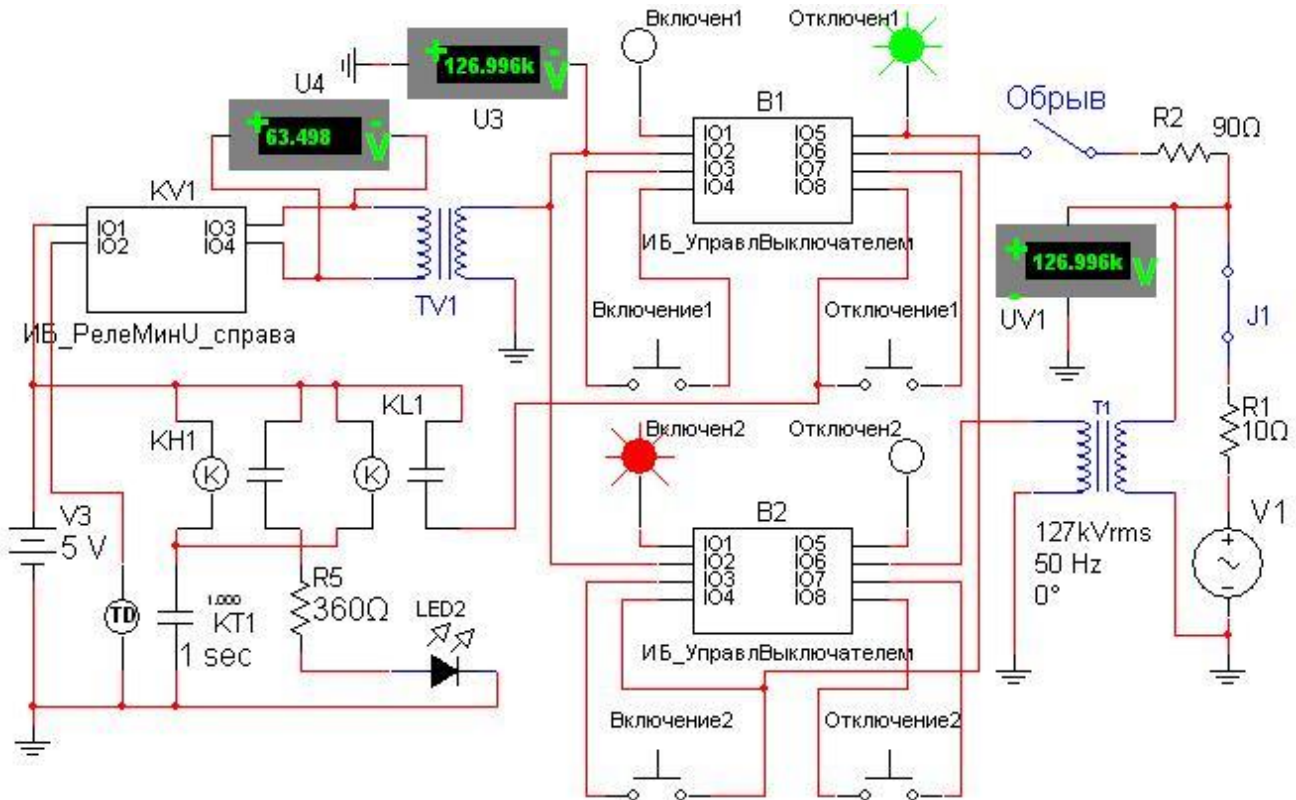 Включен1
Отключен1
126.996k
V
U3
U4
63.498
V
B1
IO1
IO2
IO3
IO4
IO5
IO6
IO7
IO8
ИБ_УправлВыключателем
Обрыв
R2
90Ω
KV1
IO1
IO2
IO3
IO4
ИБ_РелеМинU_справа
TV1
126.996k
V
UV1
J1
Включение1
Отключение1
KH1
K
K
KL1
Включен2
Отключен2
T1
R1
10Ω
V3
5 V
TD
1.000
KT1
1 sec
R5
360Ω
LED2
B2
IO1
IO2
IO3
IO4
IO5
IO6
IO7
IO8
ИБ_УправлВыключателем
V1
127kVrms
50 Hz
0°
Включение2
Отключение2